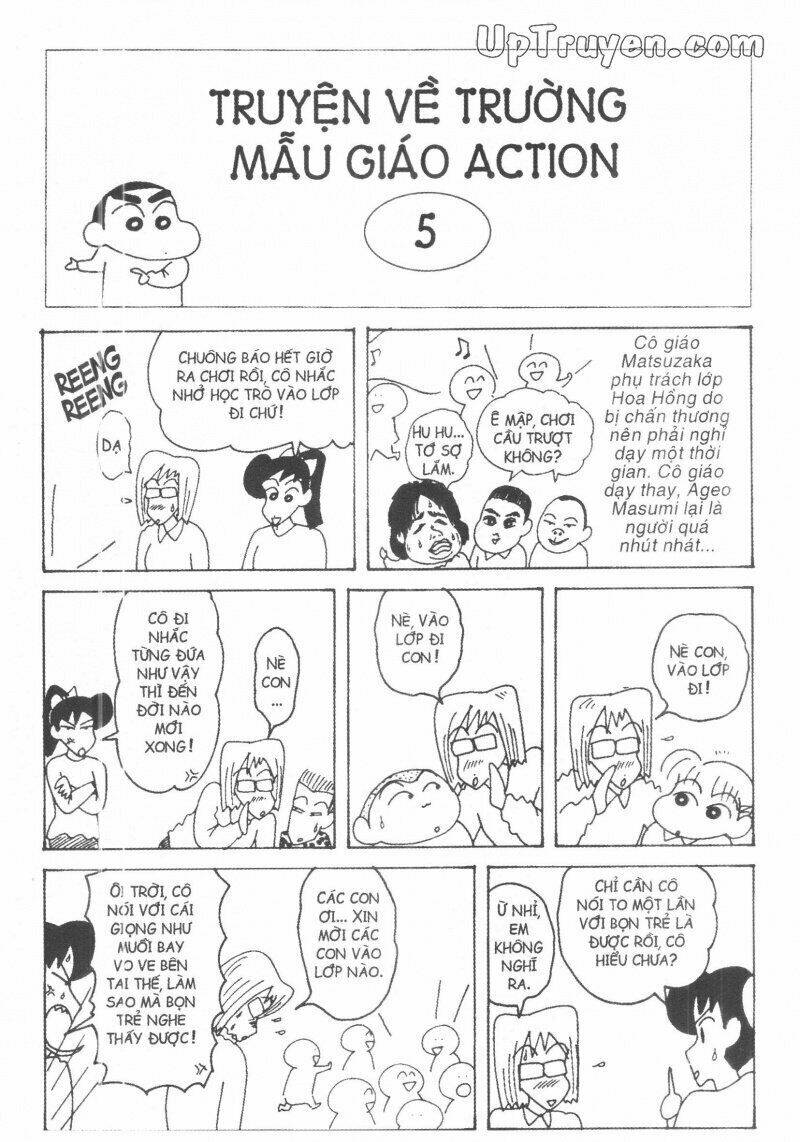 UpTruyen.com
TRUYỆN VỀ TRƯỜNG
MẪU GIÁO ACTION
5
Cô giáo
Matsuzaka
phụ trách lớp
Hoa Hồng do
bị chấn thương
nên phải nghỉ
dạy một thời
gian. Cô giáo
dạy thay, Ageo
Masumi lại là
người quá
nhút nhát...
Ê MẬP, CHƠI
CẦU TRƯỢT
KHÔNG?
HU HU...
TỚ SỢ
LẮM.
CHUÔNG BÁO HẾT GIỜ
RA CHƠI RỒI, CÔ NHẮC
NHỞ HỌC TRÒ VÀO LỚP
ĐI CHỨ!
REENG
REENG
DẠ
NÈ CON,
VÀO LỚP
ĐI!
NÈ, VÀO
LỚP ĐI
CON!
NÈ
CON
...
CÔ ĐI
NHẮC
TỪNG ĐỨA
NHƯ VẬY
THÌ ĐẾN
ĐỜI NÀO
MỚI
XONG!
CHỈ CẦN CÔ
NÓI TO MỘT LẦN
VỚI BỌN TRẺ LÀ
ĐƯỢC RỒI, CÔ
HIỂU CHƯA?
Ừ NHỈ,
EM
KHÔNG
NGHĨ
RA.
CÁC CON
ƠI... XIN
MỜI CÁC
CON VÀO
LỚP NÀO.
ÔI TRỜI, CÔ
NÓI VỚI CÁI
GIỌNG NHƯ
MUỖI BAY
VO VE BÊN
TAI THẾ, LÀM
SAO MÀ BỌN
TRẺ NGHE
THẤY ĐƯỢC!